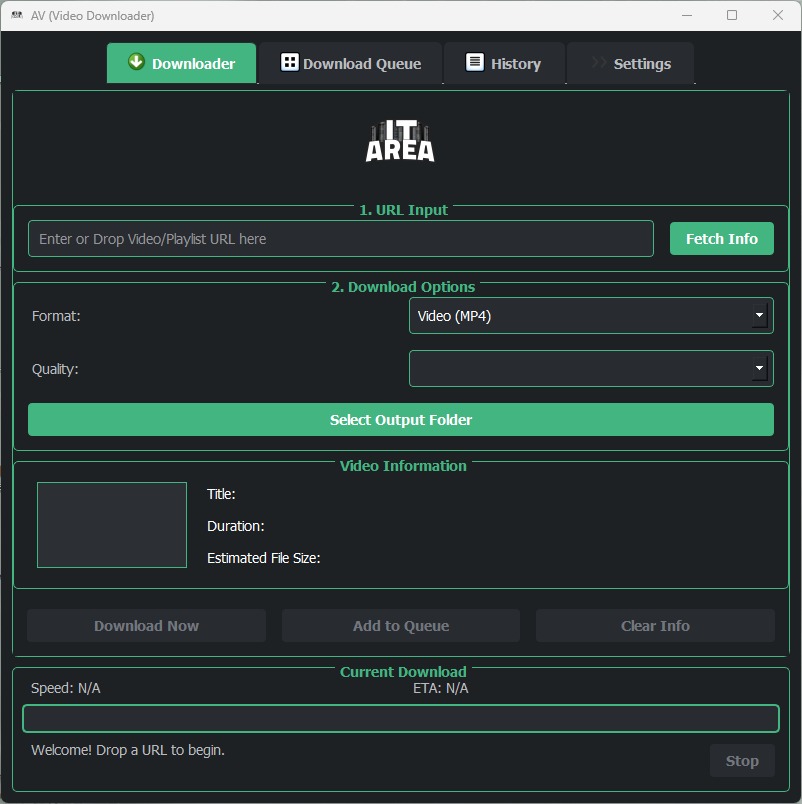 AV (Video Downloader)
Downloader
Download Queue
History
Settings
IT
AREA
1. URL Input
Enter or Drop Video/Playlist URL here
Fetch Info
2. Download Options
Format:
Video (MP4)
Quality:
Select Output Folder
Video Information
Title:
Duration:
Estimated File Size:
Download Now
Add to Queue
Clear Info
Current Download
Speed: N/A
ETA: N/A
Welcome! Drop a URL to begin.
Stop